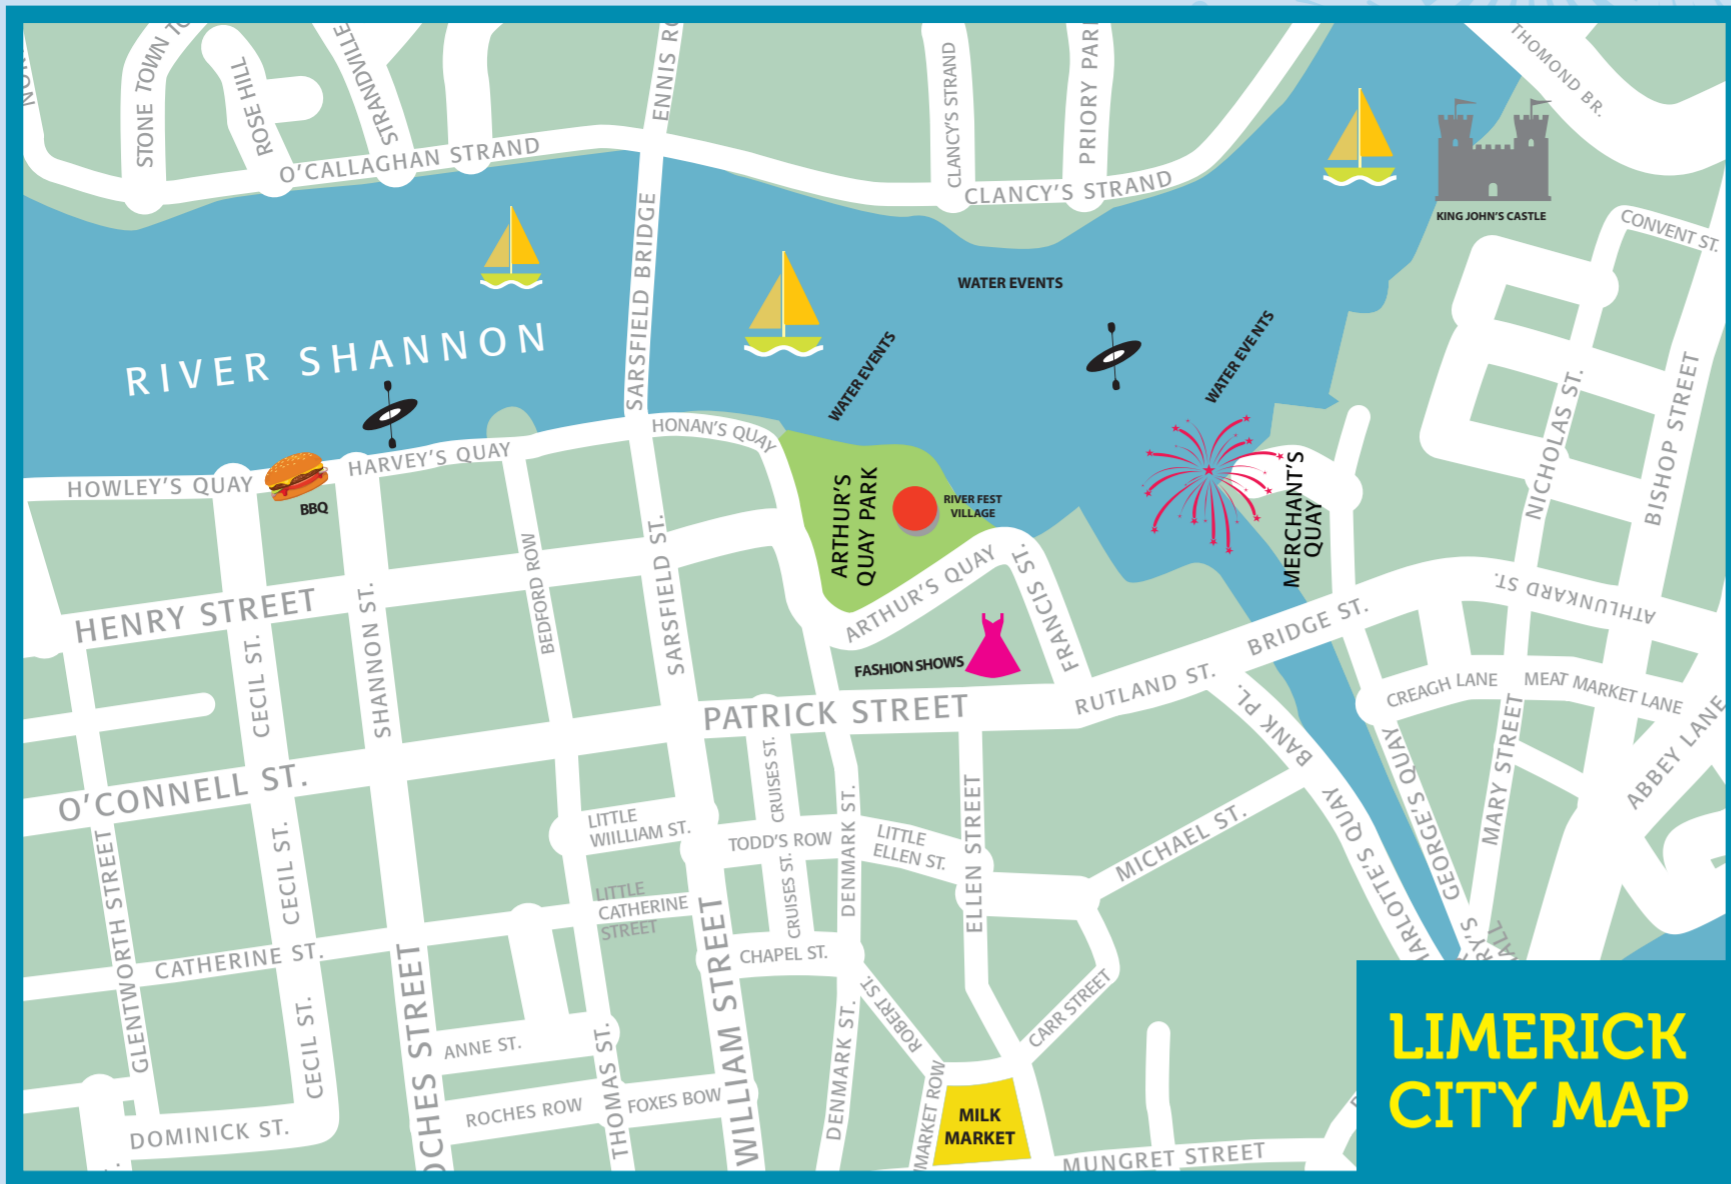 STONE TOWN TC
ROSE HILL
STRANDVILLE
O'CALLAGHAN STRAND
ENNIS RO
CLANCY'S STRAND
PRIORY PARK
CLANCY'S STRAND
THOMOND BR.
KING JOHN'S CASTLE
CONVENT ST.
SARSFIELD BRIDGE
RIVER SHANNON
WATER EVENTS
WATER EVENTS
WATER EVENTS
HOWLEY'S QUAY
BBQ
HARVEY'S QUAY
HONAN'S QUAY
ARTHUR'S
QUAY PARK
RIVER FEST
VILLAGE
MERCHANT'S
QUAY
NICHOLAS ST.
BISHOP STREET
ATHLUNKARD ST.
HENRY STREET
CECIL ST.
SHANNON ST.
BEDFORD ROW
SARSFIELD ST.
ARTHUR'S QUAY
FRANCIS ST.
FASHION SHOWS
BRIDGE ST.
RUTLAND ST.
PATRICK STREET
BANK PL.
CREAGH LANE
MEAT MARKET LANE
MARY STREET
ABBEY LANE
GEORGE'S QUAY
O'CONNELL ST.
GLENTWORTH STREET
CECIL ST.
LITTLE
WILLIAM ST.
CRUISES ST.
TODD'S ROW
DENMARK ST.
LITTLE
ELLEN ST.
ELLEN STREET
MICHAEL ST.
HARLOTTE'S QUAY
LITTLE
CATHERINE
STREET
CRUISES ST.
CATHERINE ST.
CHAPEL ST.
CECIL ST.
OCHES STREET
ANNE ST.
THOMAS ST.
WILLIAM STREET
DENMARK ST.
ROBERT ST.
CARR STREET
ROCHES ROW
FOXES BOW
DOMINICK ST.
MARKET ROW
MILK
MARKET
MUNGRET STREET
LIMERICK
CITY MAP